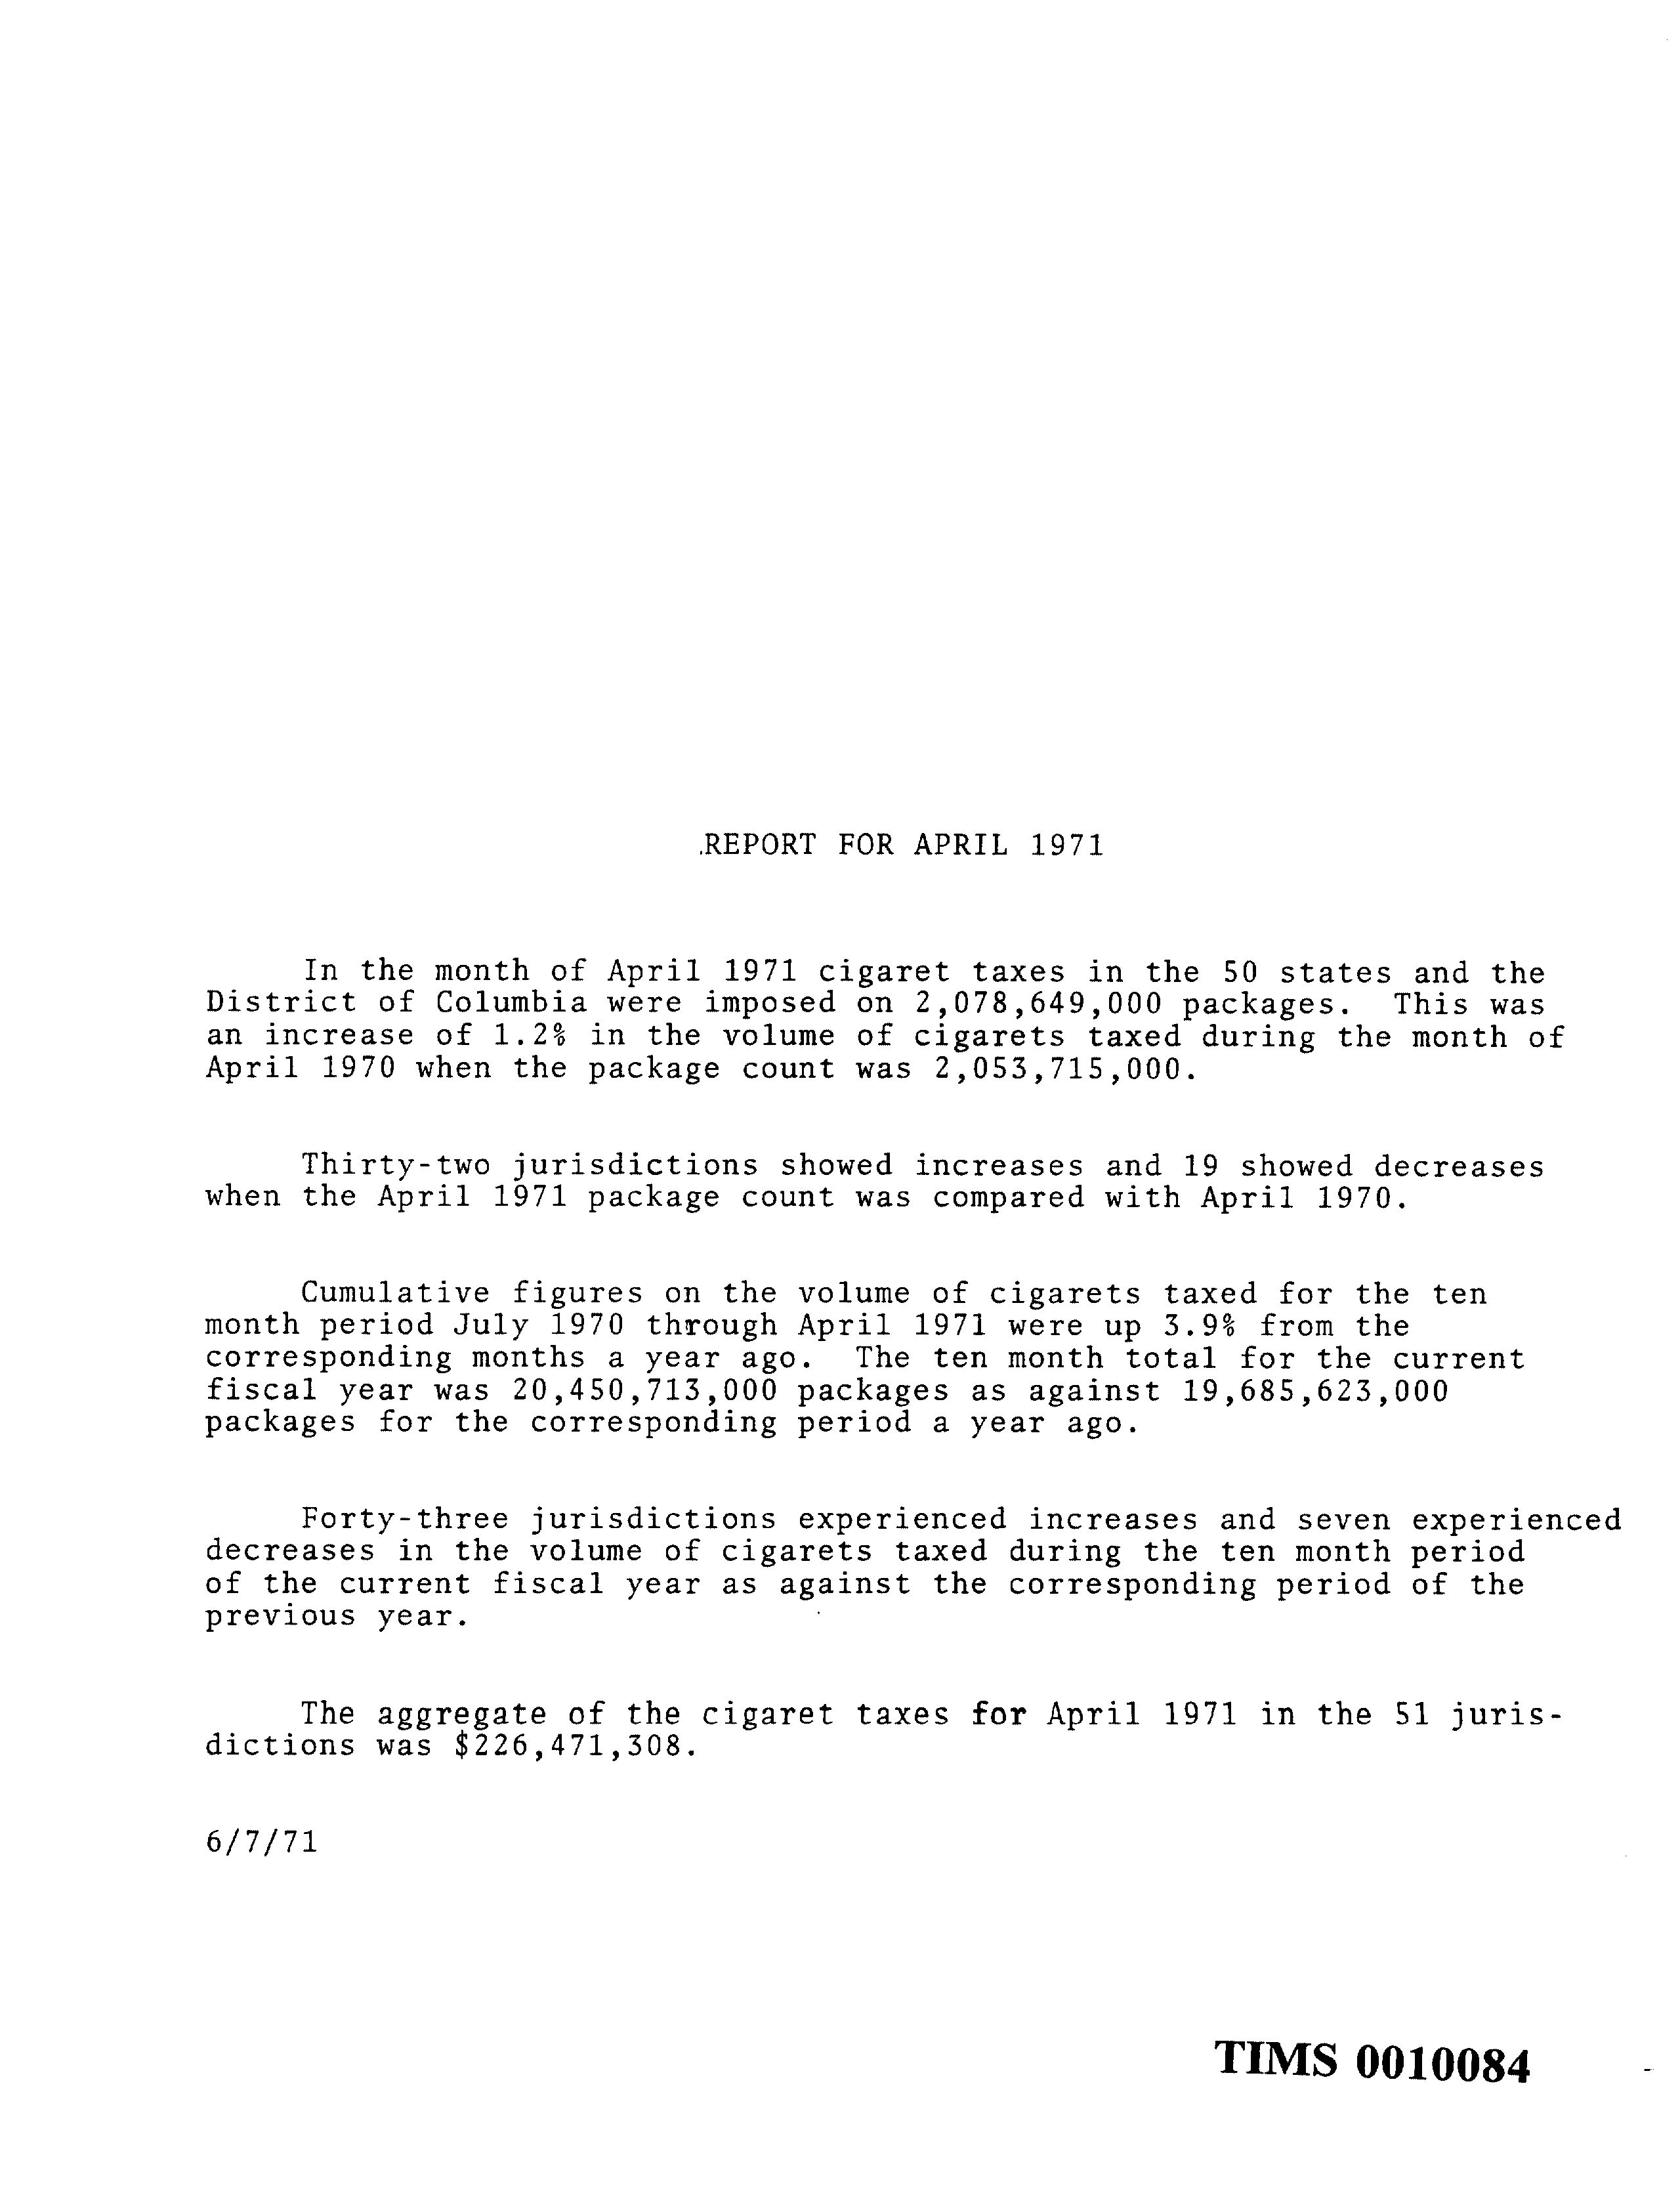 REPORT FOR APRIL 1971
In the month of April 1971 cigaret taxes in the 50 states and the
District of Columbia were imposed on 2,078,649,000 packages. This was
an increase of 1.2% in the volume of cigarets taxed during the month of
April 1970 when the package count was 2,053,715,000.
Thirty-two jurisdictions showed increases and 19 showed decreases
when the April 1971 package count was compared with April 1970.
Cumulative figures on the volume of cigarets taxed for the ten
month period July 1970 through April 1971 were up 3.9% from the
corresponding months a year ago. The ten month total for the current
fiscal year was 20,450,713,000 packages as against 19,685,623,000
packages for the corresponding period a year ago.
Forty-three jurisdictions experienced increases and seven experienced
decreases in the volume of cigarets taxed during the ten month period
of the current fiscal year as against the corresponding period of the
previous year.
The aggregate of the cigaret taxes for April 1971 in the 51 juris-
dictions was $226,471,308.
6/7/71
TIMS 0010084